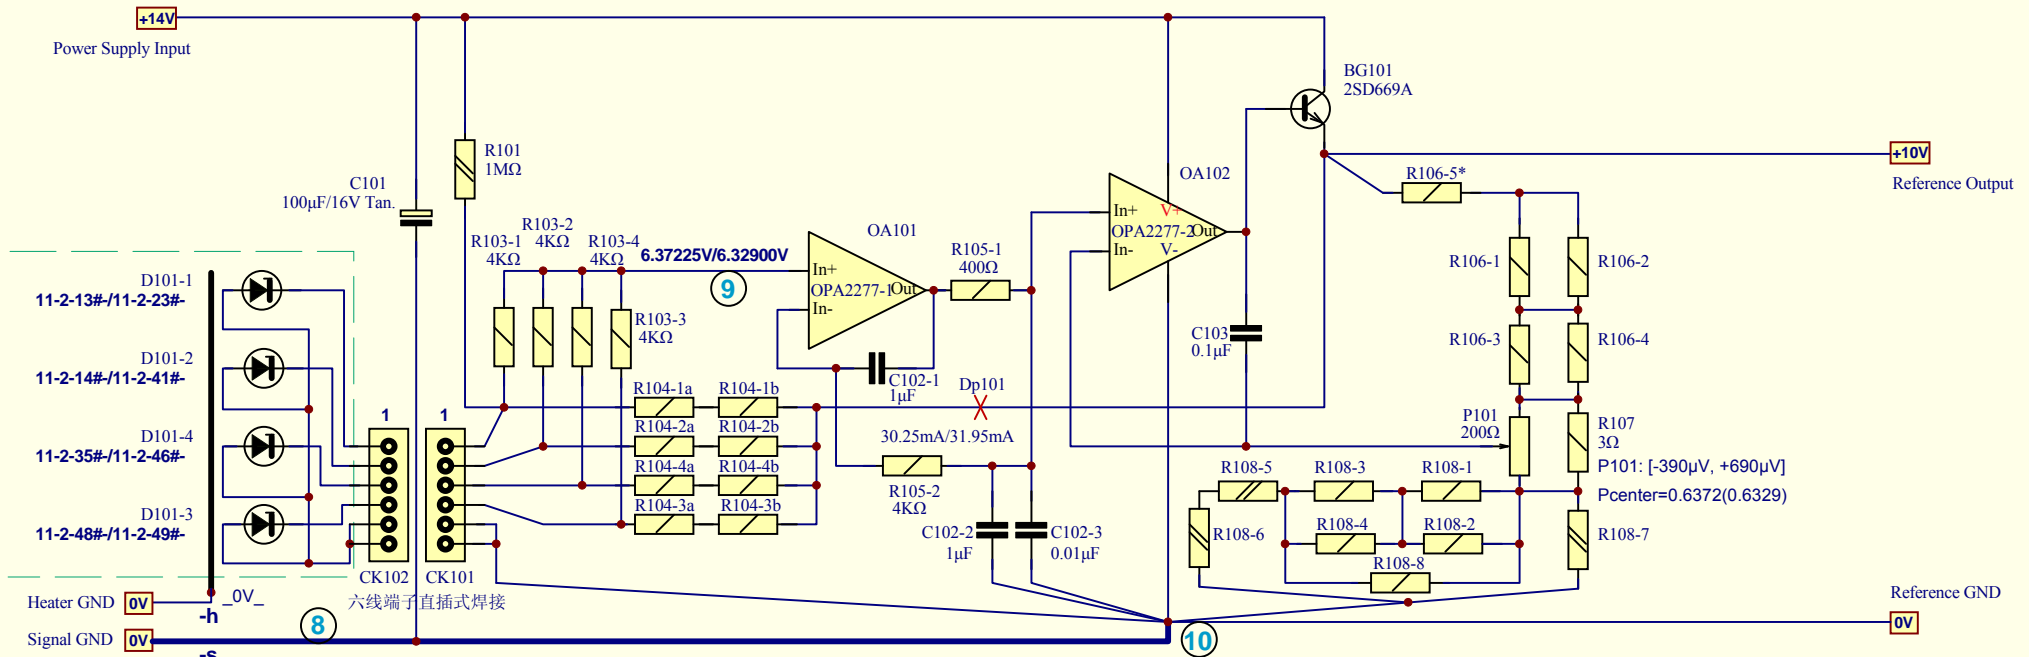 +14V
Power Supply Input
BG101
2SD669A
R101
1MΩ
C101
100μF/16V Tan.
OA102
+10V
Reference Output
R106-5*
In+
V+
OPA2277-2
Out
In-
V-
R103-2
4KΩ
R103-1
4KΩ
R103-4
4KΩ
6.37225V/6.32900V
9
OA101
In+
OPA2277-1
Out
In-
R105-1
400Ω
R106-1
R106-2
D101-1
11-2-13#-/11-2-23#-
R103-3
4KΩ
C103
0.1μF
R106-3
R106-4
D101-2
11-2-14#-/11-2-41#-
C102-1
1μF
Dp101
R104-1a
R104-1b
1
1
P101
200Ω
R107
3Ω
D101-4
11-2-35#-/11-2-46#-
R104-2a
R104-2b
30.25mA/31.95mA
P101: [-390μV, +690μV]
Pcenter=0.6372(0.6329)
R104-4a
R104-4b
R105-2
4KΩ
R108-5
R108-3
R108-1
D101-3
11-2-48#-/11-2-49#-
R104-3a
R104-3b
C102-2
1μF
C102-3
0.01μF
R108-6
R108-4
R108-2
R108-7
R108-8
CK102
CK101
六线端子直插式焊接
Heater GND
0V
_0V_
-h
Reference GND
0V
8
10
Signal GND
0V
-s